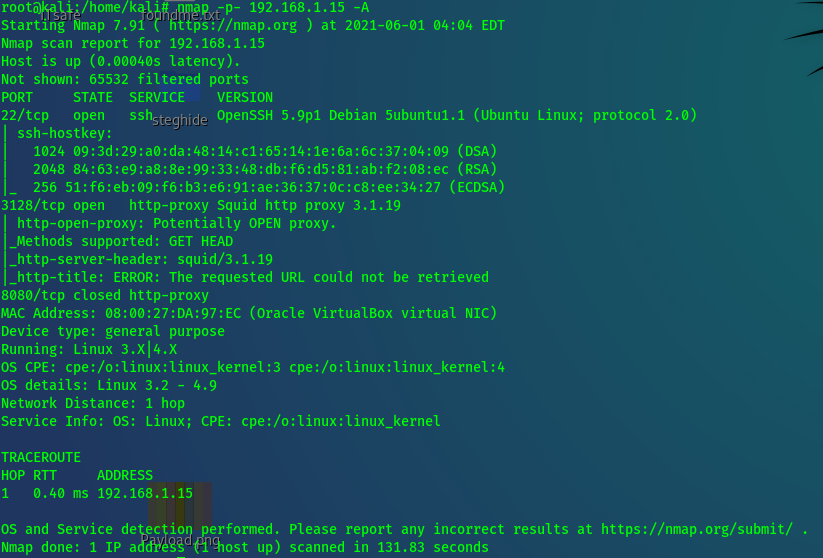 root@kali:/home/kali# nmap -p- 192.168.1.15 -A
Starting Nmap 7.91 ( https://nmap.org ) at 2021-06-01 04:04 EDT
Nmap scan report for 192.168.1.15
Host is up (0.00040s latency).
Not shown: 65532 filtered ports
PORT     STATE  SERVICE    VERSION
22/tcp   open   ssh        OpenSSH 5.9p1 Debian 5ubuntu1.1 (Ubuntu Linux; protocol 2.0)
| ssh-hostkey:
|   1024 09:3d:29:a0:da:48:14:c1:65:14:1e:6a:6c:37:04:09 (DSA)
|   2048 84:63:e9:a8:8e:99:33:48:db:f6:d5:81:ab:f2:08:ec (RSA)
|_  256 51:f6:eb:09:f6:b3:e6:91:ae:36:37:0c:c8:ee:34:27 (ECDSA)
3128/tcp open   http-proxy Squid http proxy 3.1.19
| http-open-proxy: Potentially OPEN proxy.
|_Methods supported: GET HEAD
|_http-server-header: squid/3.1.19
|_http-title: ERROR: The requested URL could not be retrieved
8080/tcp closed http-proxy
MAC Address: 08:00:27:DA:97:EC (Oracle VirtualBox virtual NIC)
Device type: general purpose
Running: Linux 3.X|4.X
OS CPE: cpe:/o:linux:linux_kernel:3 cpe:/o:linux:linux_kernel:4
OS details: Linux 3.2 - 4.9
Network Distance: 1 hop
Service Info: OS: Linux; CPE: cpe:/o:linux:linux_kernel
TRACEROUTE
HOP RTT     ADDRESS
1   0.40 ms 192.168.1.15
OS and Service detection performed. Please report any incorrect results at https://nmap.org/submit/ .
Nmap done: 1 IP address (1 host up) scanned in 131.83 seconds
foundme.txt
steghide
Payload.png